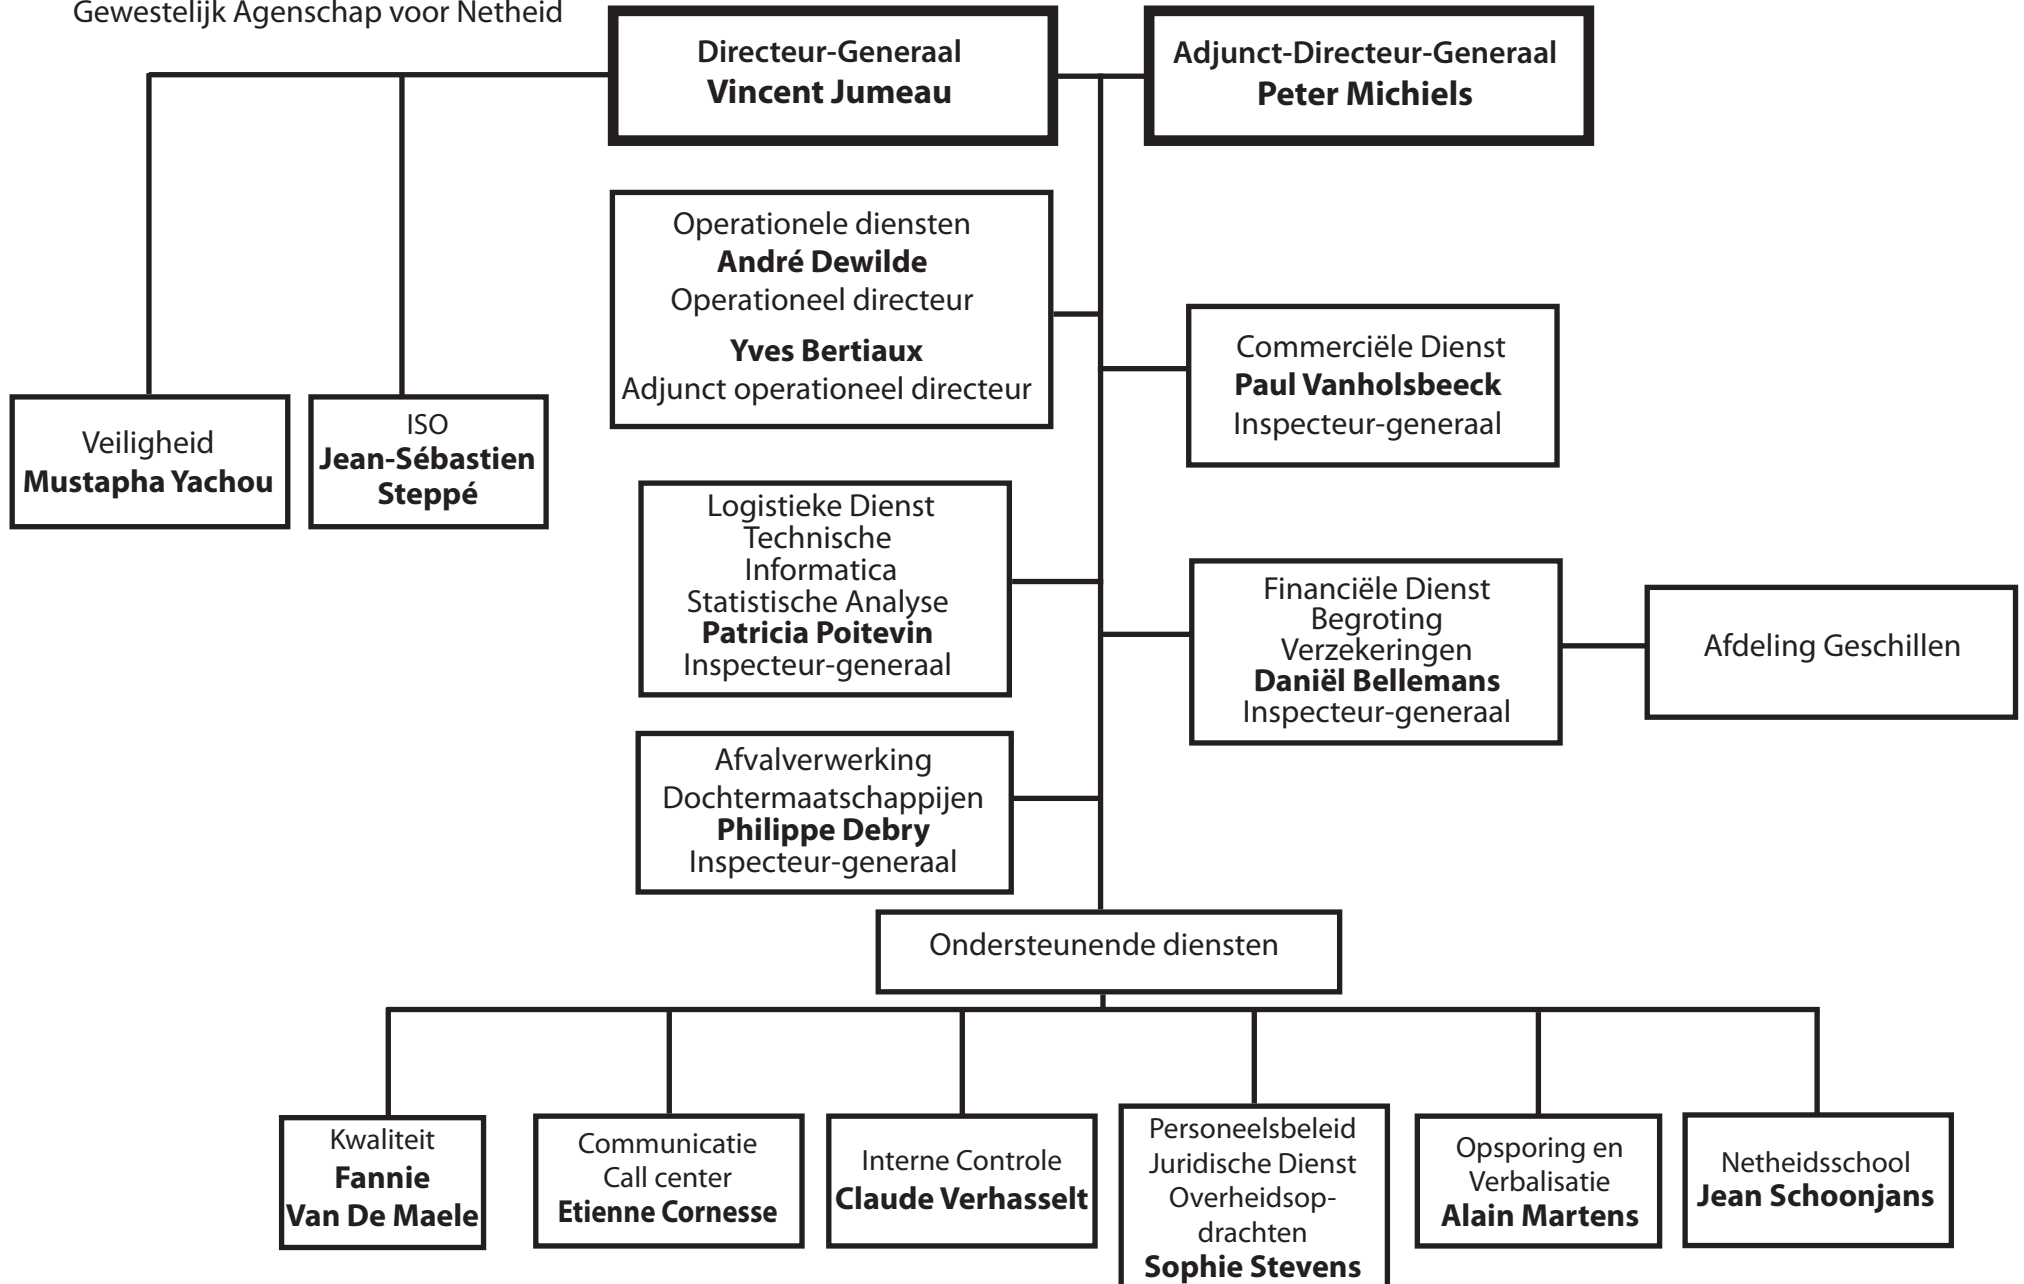 Gewestelijk Agenschap voor Netheid
Directeur-Generaal
Vincent Jumeau
Adjunct-Directeur-Generaal
Peter Michiels
Operationele diensten
André Dewilde
Operationeel directeur
Yves Bertiaux
Adjunct operationeel directeur
Commerciële Dienst
Paul Vanholsbeeck
Inspecteur-generaal
Veiligheid
Mustapha Yachou
ISO
Jean-Sébastien
Steppé
Logistieke Dienst
Technische
Informatica
Statistische Analyse
Patricia Poitevin
Inspecteur-generaal
Financiële Dienst
Begroting
Verzekeringen
Daniël Bellemans
Inspecteur-generaal
Afdeling Geschillen
Afvalverwerking
Dochtermaatschappijen
Philippe Debry
Inspecteur-generaal
Ondersteunende diensten
Kwaliteit
Fannie
Van De Maele
Communicatie
Call center
Etienne Cornesse
Interne Controle
Claude Verhasselt
Personeelsbeleid
Juridische Dienst
Overheidsop-
drachten
Sophie Stevens
Opsporing en
Verbalisatie
Alain Martens
Netheidsschool
Jean Schoonjans